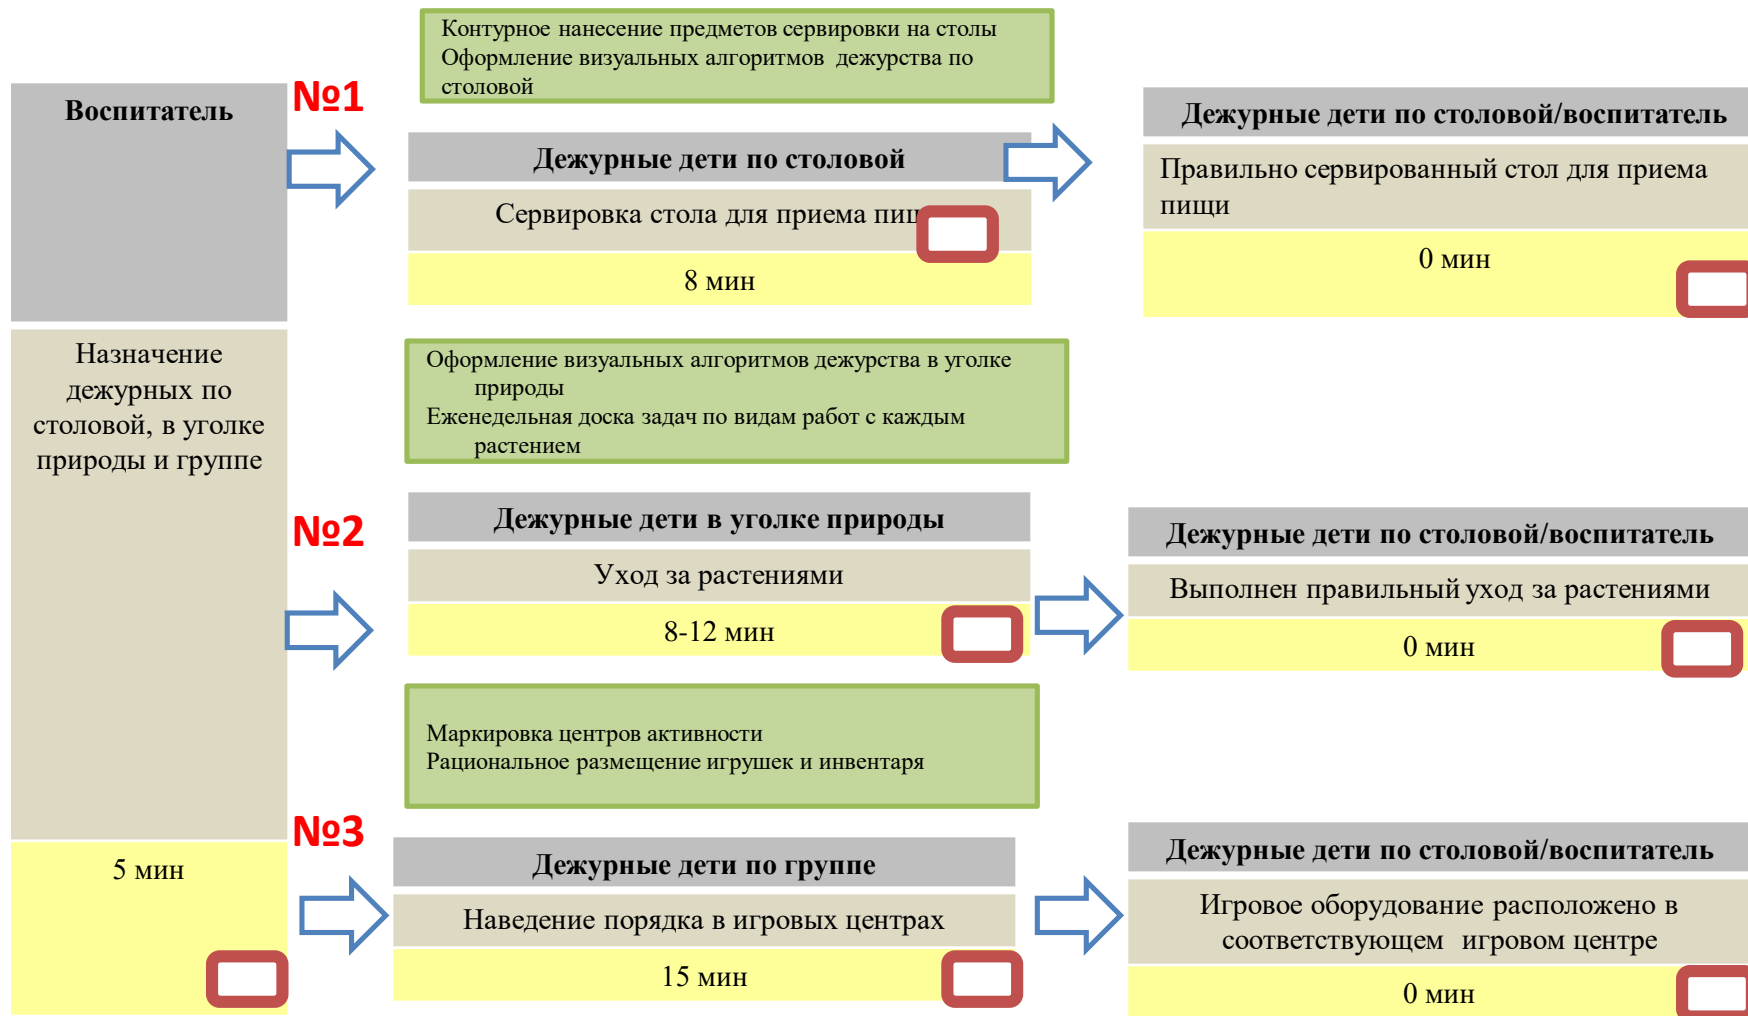 Контурное нанесение предметов сервировки на столы
Оформление визуальных алгоритмов дежурства по
столовой
Воспитатель
№1
Дежурные дети по столовой
Сервировка стола для приема
8 мин
Дежурные дети по столовой/воспитатель
Правильно сервированный стол для приема
пищи
0 мин
Назначение
дежурных по
столовой, в уголке
природы и группе
5 мин
Оформление визуальных алгоритмов дежурства в уголке
природы
Еженедельная доска задач по видам работ с каждым
растением
№2
Дежурные дети в уголке природы
Уход за растениями
8-12 мин
Дежурные дети по столовой/воспитатель
Выполнен правильный уход за растениями
0 мин
Маркировка центров активности
Рациональное размещение игрушек и инвентаря
№3
Дежурные дети по группе
Наведение порядка в игровых центрах
15 мин
Дежурные дети по столовой/воспитатель
Игровое оборудование расположено в
соответствующем игровом центре
0 мин